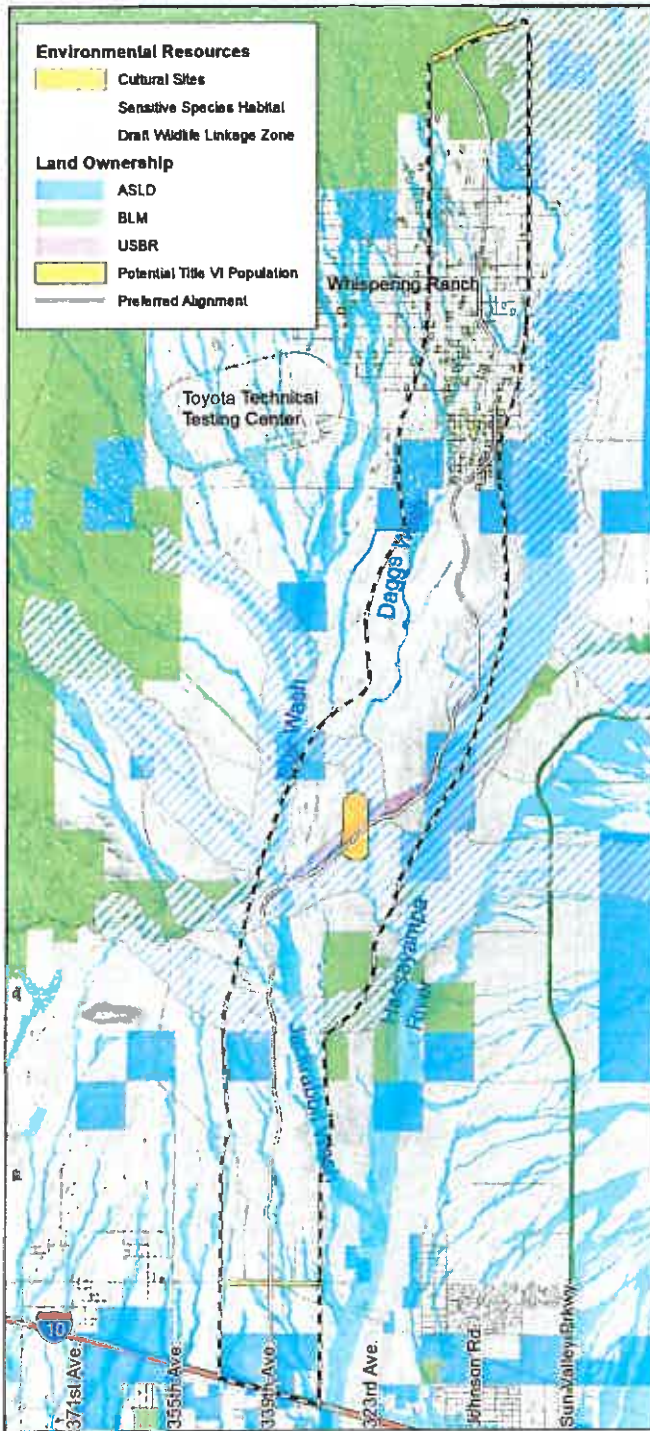 Environmental Resources
Cultural Sites
Sensitive Species Habitat
Draft Wildlife Linkage Zone
Land Ownership
ASLD
BLM
USBR
Potential Title VI Population
Preferred Alignment
Whispering Ranch
Toyota Technical
Testing Center
Daggs
Wash
Hassayampa
River
10
371st Ave.
355th Ave.
339th Ave.
323rd Ave.
Johnson Rd.
Sun Valley Pkwy